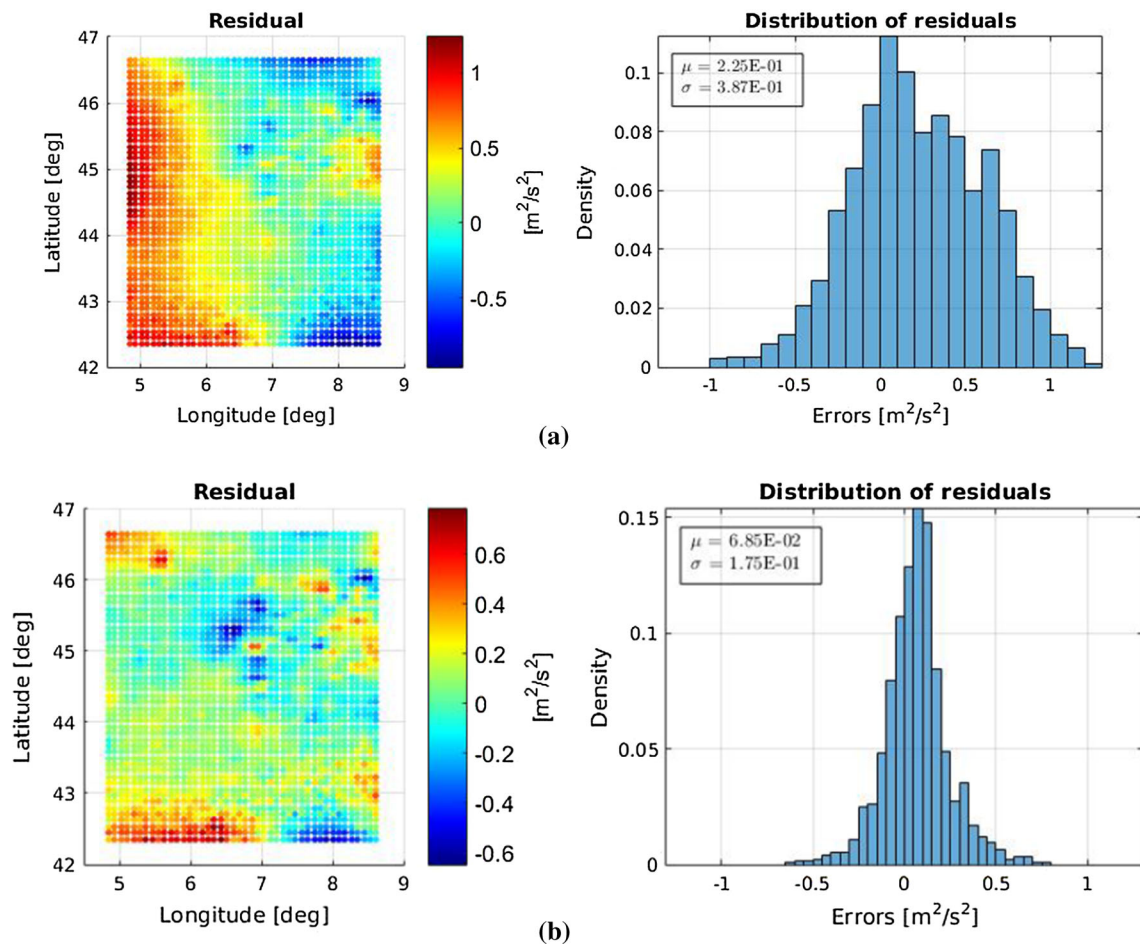 Residual
47
46
45
44
43
42
Latitude [deg]
5
6
7
8
9
Longitude [deg]
1
0.5
0
-0.5
[m²/s²]
Distribution of residuals
μ = 2.25E-01
σ = 3.87E-01
0.1
0.08
0.06
0.04
0.02
0
Density
-1
-0.5
0
0.5
1
Errors [m²/s²]
(a)
Residual
47
46
45
44
43
42
Latitude [deg]
5
6
7
8
9
Longitude [deg]
0.6
0.4
0.2
0
-0.2
-0.4
-0.6
[m²/s²]
Distribution of residuals
μ = 6.85E-02
σ = 1.75E-01
0.15
0.1
0.05
0
Density
-1
-0.5
0
0.5
1
Errors [m²/s²]
(b)